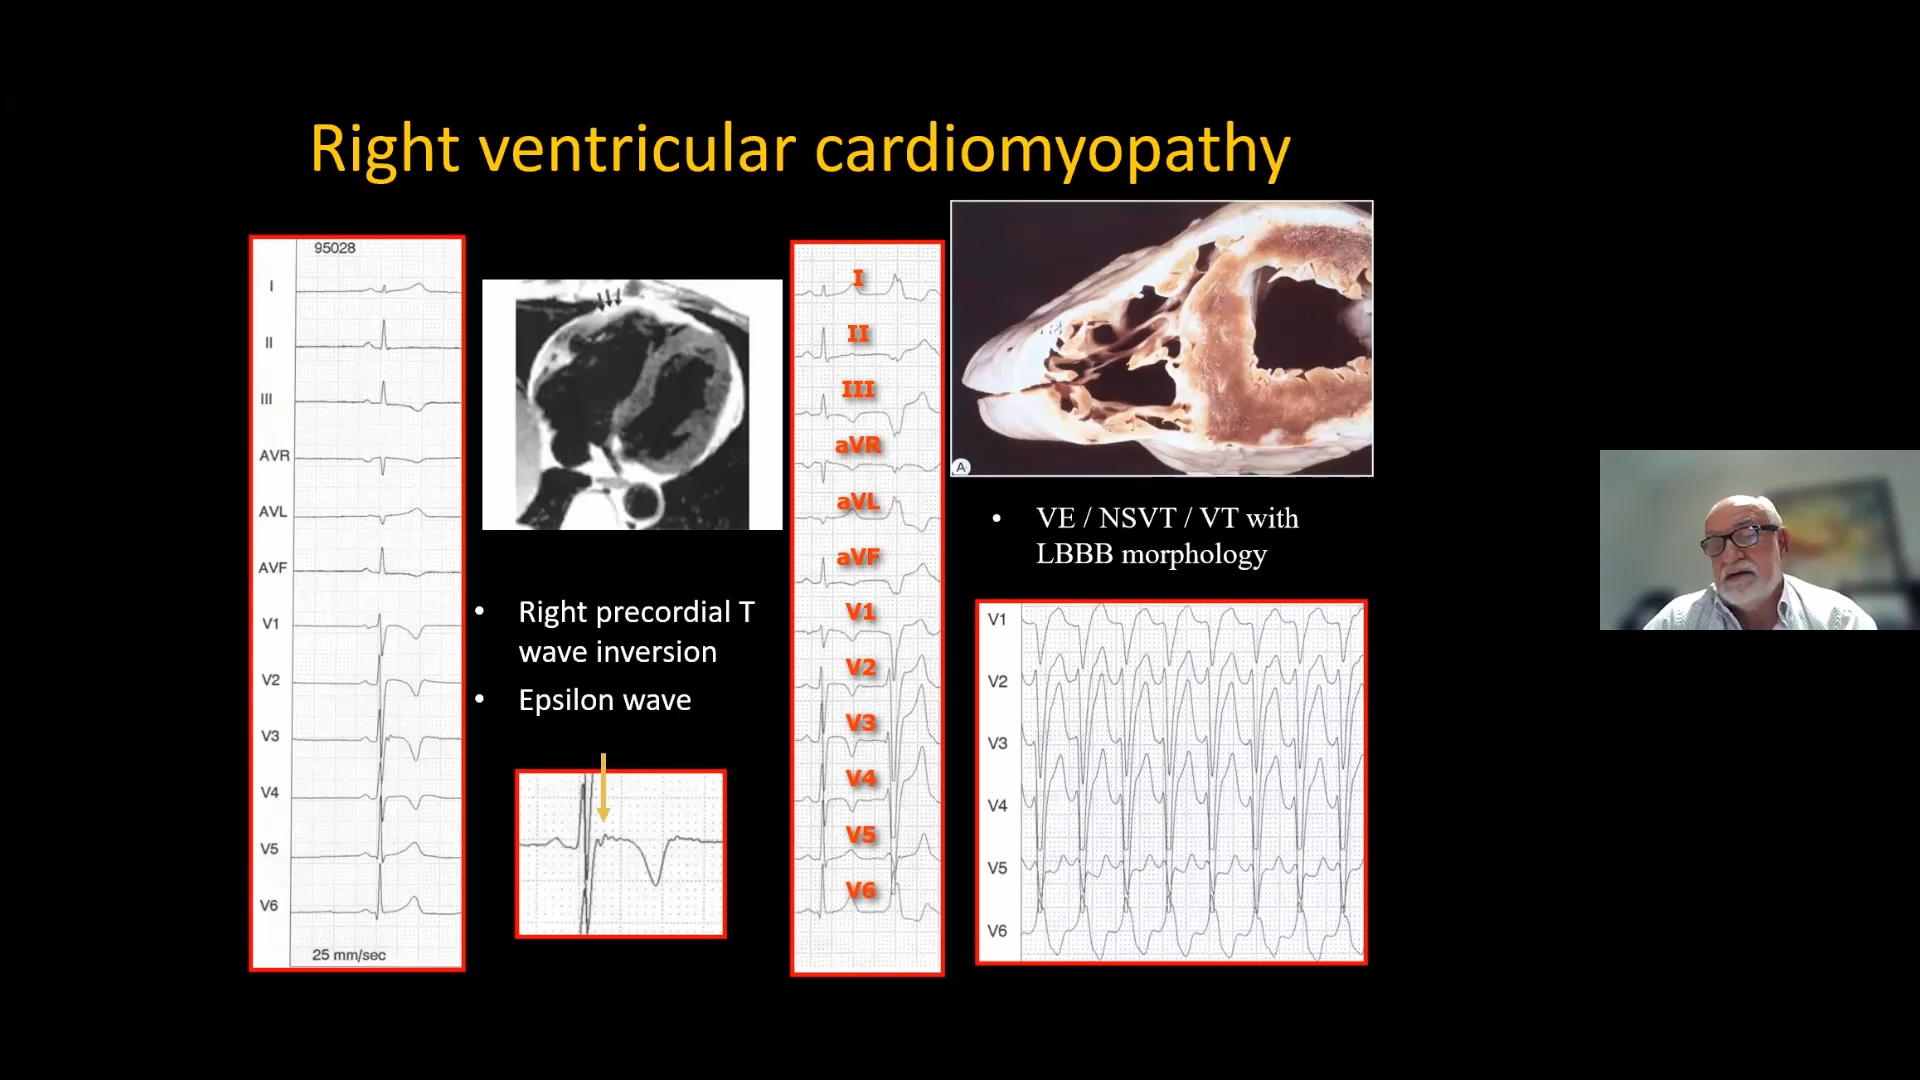 Right ventricular cardiomyopathy
95028
I
II
III
AVR
AVL
AVF
V1
V2
V3
V4
V5
V6
25 mm/sec
• Right precordial T
wave inversion
• Epsilon wave
I
II
III
aVR
aVL
aVF
V1
V2
V3
V4
V5
V6
A
• VE / NSVT / VT with
LBBB morphology
V1
V2
V3
V4
V5
V6